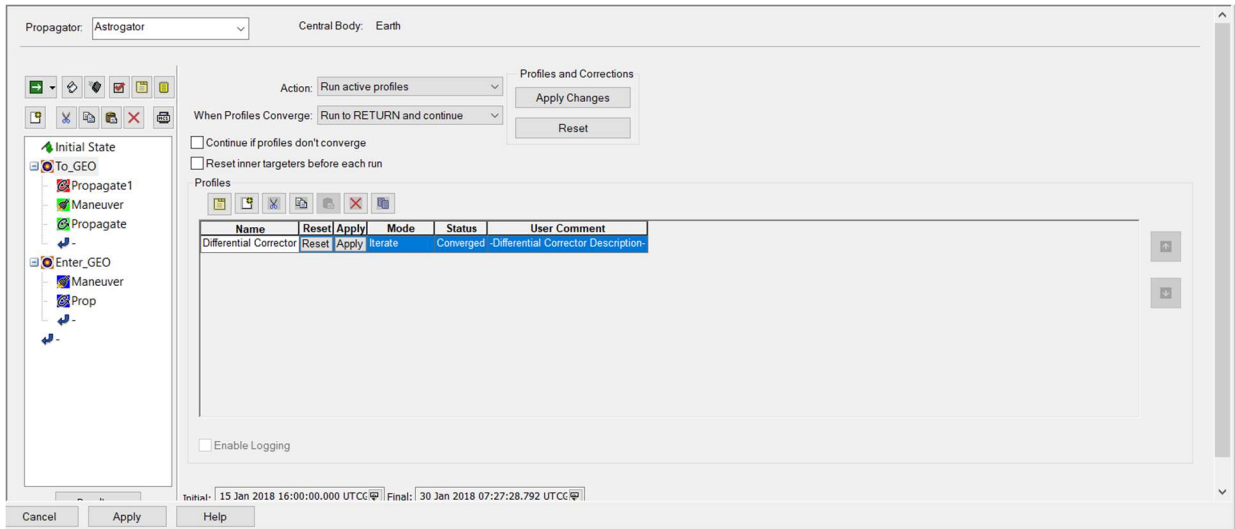 Propagator: Astrogator Central Body: Earth
Profiles and Corrections
Action: Run active profiles
Apply Changes
When Profiles Converge: Run to RETURN and continue
Reset
Continue if profiles don't converge
Reset inner targeters before each run
Initial State
To_GEO
Propagate1
Maneuver
Propagate
-
Enter_GEO
Maneuver
Prop
-
-
Profiles
Name Reset Apply Mode Status User Comment
Differential Corrector Reset Apply Iterate Converged -Differential Corrector Description-
Enable Logging
Initial: 15 Jan 2018 16:00:00.000 UTCG Final: 30 Jan 2018 07:27:28.792 UTCG
Cancel Apply Help